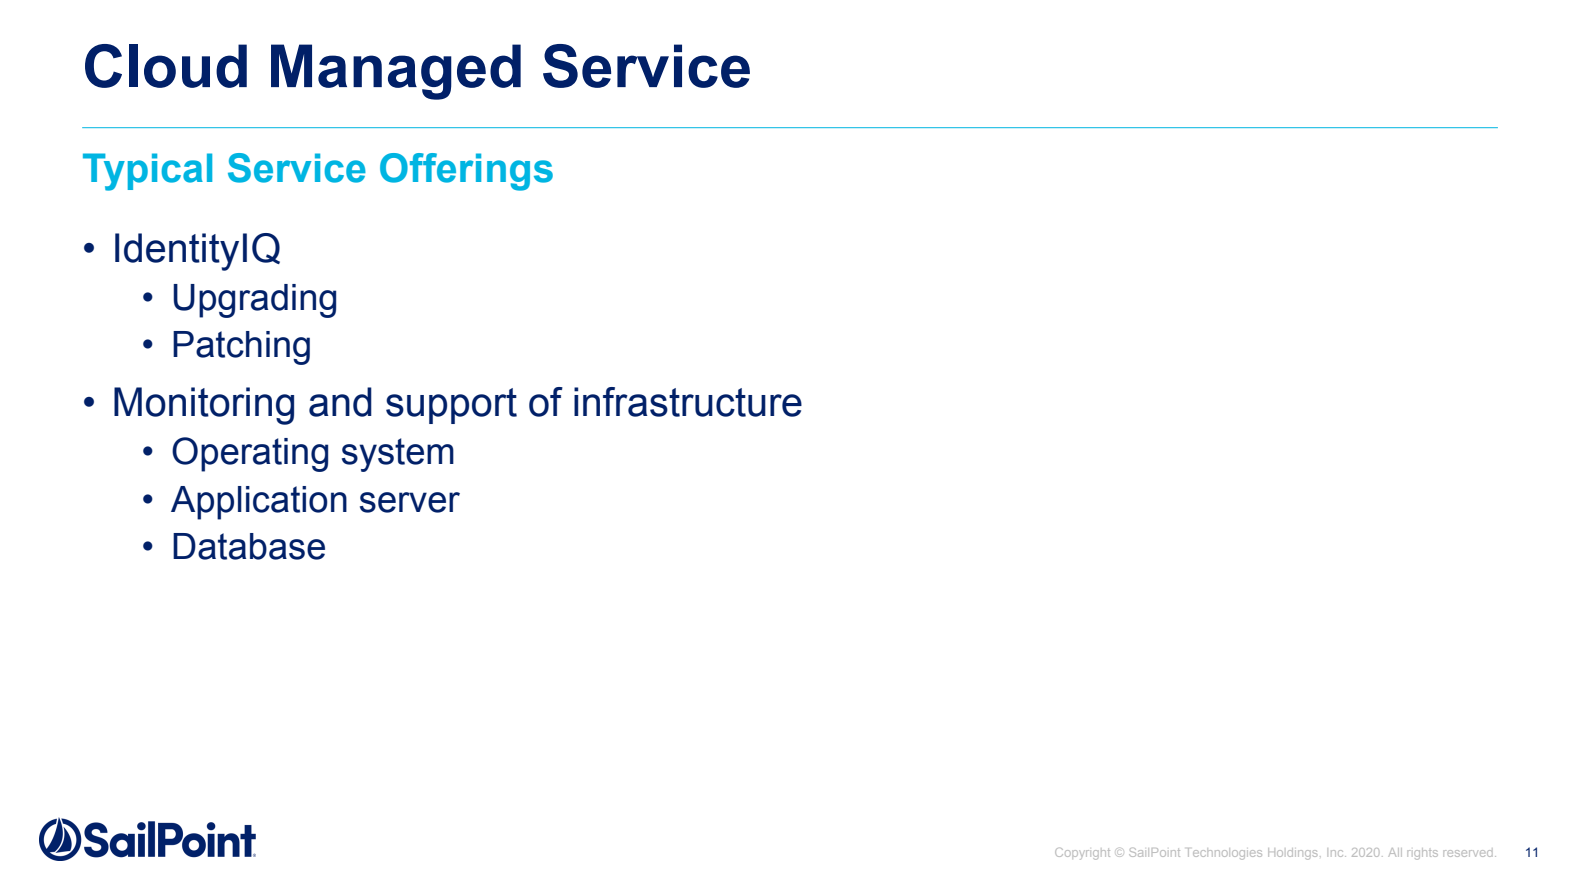 Cloud Managed Service
Typical Service Offerings
• IdentityIQ
• Upgrading
• Patching
• Monitoring and support of infrastructure
• Operating system
• Application server
• Database
SailPoint
Copyright © SailPoint Technologies Holdings, Inc. 2020. All rights reserved. 11